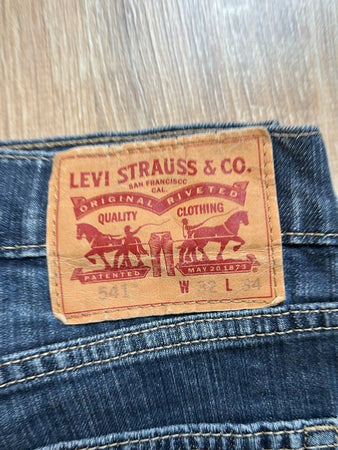 LEVI STRAUSS & CO.
SAN FRANCISCO
CAL.
ORIGINAL RIVETED
QUALITY CLOTHING
PATENTED MAY 20 1873
541 W 32 L 34